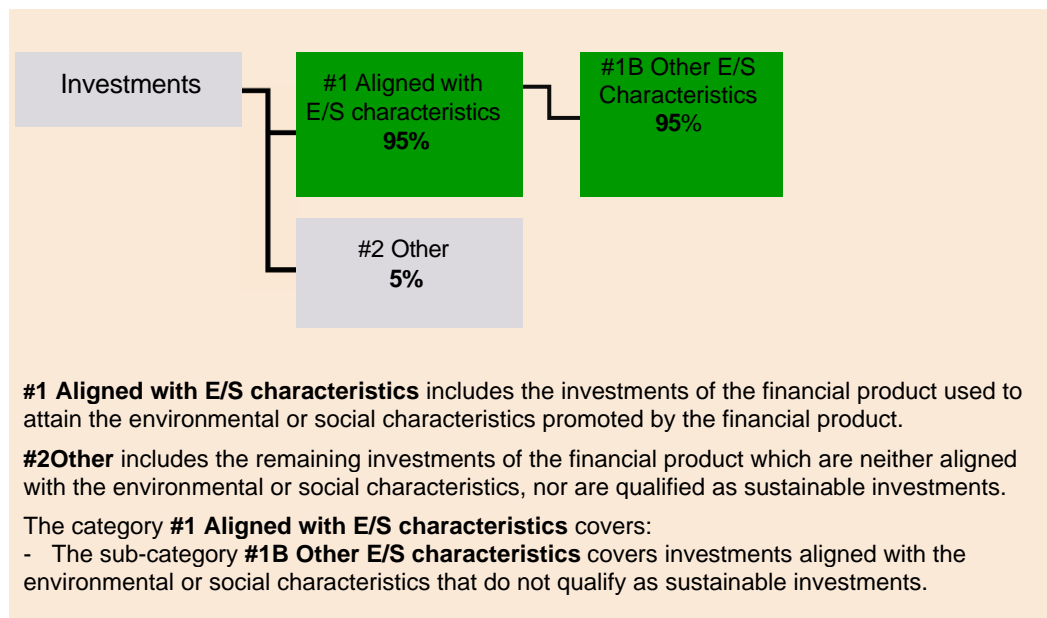 Investments
#1 Aligned with
E/S characteristics
95%
#1B Other E/S
Characteristics
95%
#2 Other
5%
#1 Aligned with E/S characteristics includes the investments of the financial product used to
attain the environmental or social characteristics promoted by the financial product.
#2Other includes the remaining investments of the financial product which are neither aligned
with the environmental or social characteristics, nor are qualified as sustainable investments.
The category #1 Aligned with E/S characteristics covers:
- The sub-category #1B Other E/S characteristics covers investments aligned with the
environmental or social characteristics that do not qualify as sustainable investments.